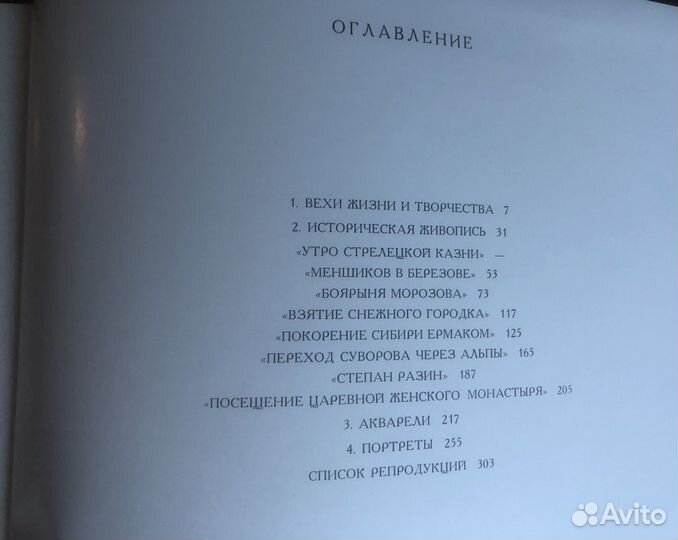 ОГЛАВЛЕНИЕ
1. ВЕХИ ЖИЗНИ И ТВОРЧЕСТВА 7
2. ИСТОРИЧЕСКАЯ ЖИВОПИСЬ 31
«УТРО СТРЕЛЕЦКОЙ КАЗНИ» —
«МЕНШИКОВ В БЕРЕЗОВЕ» 53
«БОЯРЫНЯ МОРОЗОВА» 73
«ВЗЯТИЕ СНЕЖНОГО ГОРОДКА» 117
«ПОКОРЕНИЕ СИБИРИ ЕРМАКОМ» 125
«ПЕРЕХОД СУВОРОВА ЧЕРЕЗ АЛЬПЫ» 165
«СТЕПАН РАЗИН» 187
«ПОСЕЩЕНИЕ ЦАРЕВНОЙ ЖЕНСКОГО МОНАСТЫРЯ» 205
3. АКВАРЕЛИ 217
4. ПОРТРЕТЫ 255
СПИСОК РЕПРОДУКЦИЙ 303
Avito